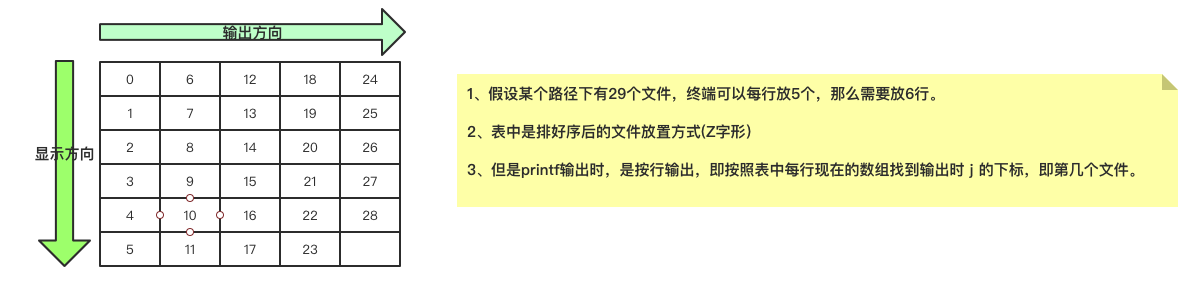 输出方向
显示方向
0 6 12 18 24
1 7 13 19 25
2 8 14 20 26
3 9 15 21 27
4 10 16 22 28
5 11 17 23
1、假设某个路径下有29个文件，终端可以每行放5个，那么需要放6行。
2、表中是排好序后的文件放置方式(Z字形）
3、但是printf输出时，是按行输出，即按照表中每行现在的数组找到输出时 j 的下标，即第几个文件。